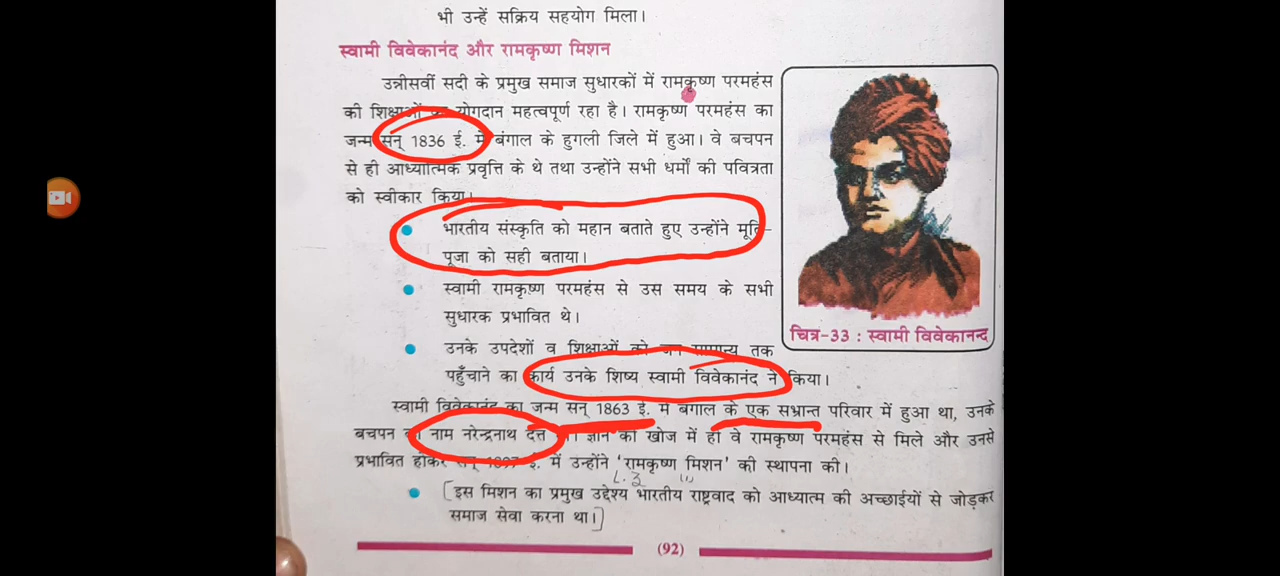 भी उन्हें सक्रिय सहयोग मिला।
स्वामी विवेकानंद और रामकृष्ण मिशन
उन्नीसवीं सदी के प्रमुख समाज सुधारकों में रामकृष्ण परमहंस
की शिक्षाओं का योगदान महत्वपूर्ण रहा है। रामकृष्ण परमहंस का
जन्म सन् 1836 ई. में बंगाल के हुगली जिले में हुआ। वे बचपन
से ही आध्यात्मिक प्रवृत्ति के थे तथा उन्होंने सभी धर्मों की पवित्रता
को स्वीकार किया।
भारतीय संस्कृति को महान बताते हुए उन्होंने मूर्ति-
पूजा को सही बताया।
स्वामी रामकृष्ण परमहंस से उस समय के सभी
सुधारक प्रभावित थे।
उनके उपदेशों व शिक्षाओं को जन सामान्य तक
पहुँचाने का कार्य उनके शिष्य स्वामी विवेकानंद ने किया।
चित्र-33 : स्वामी विवेकानन्द
स्वामी विवेकानंद का जन्म सन् 1863 ई. में बंगाल के एक सभ्रान्त परिवार में हुआ था, उनके
बचपन का नाम नरेन्द्रनाथ दत्त था। ज्ञान की खोज में ही वे रामकृष्ण परमहंस से मिले और उनसे
प्रभावित होकर सन् 1897 ई. में उन्होंने ‘रामकृष्ण मिशन’ की स्थापना की।
[इस मिशन का प्रमुख उद्देश्य भारतीय राष्ट्रवाद को आध्यात्म की अच्छाईयों से जोड़कर
समाज सेवा करना था।]
(92)